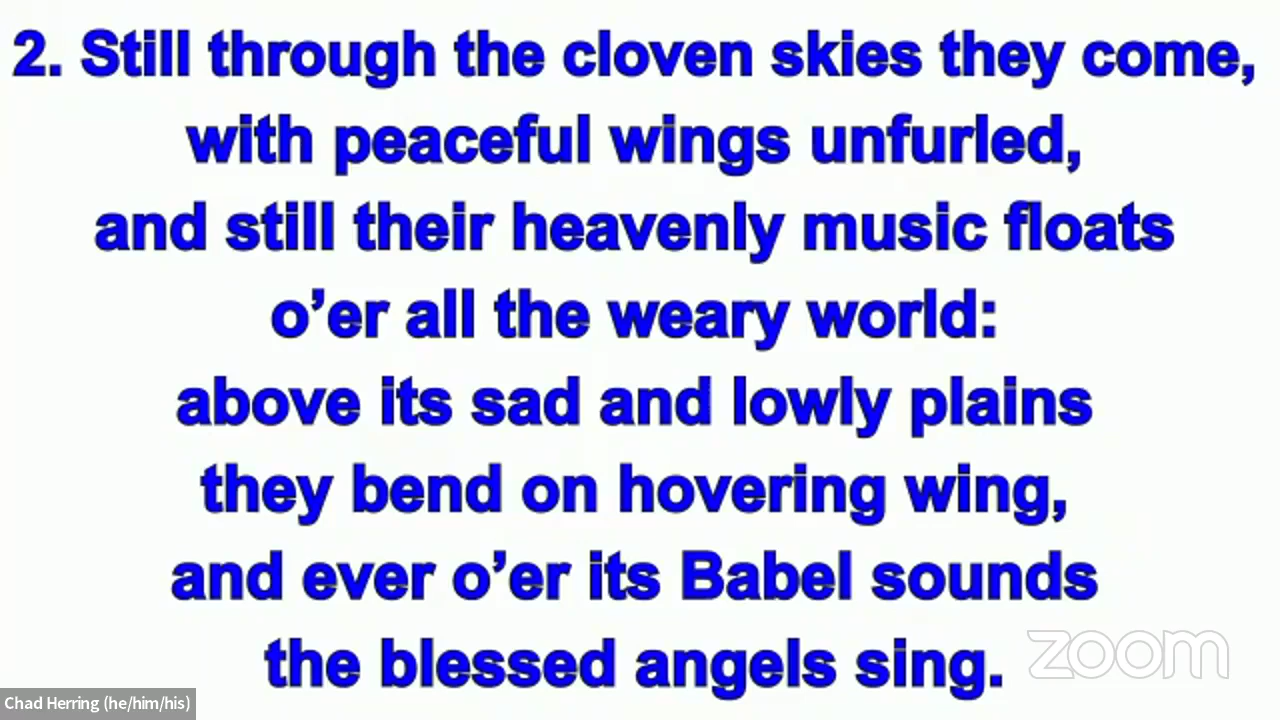 2. Still through the cloven skies they come,
with peaceful wings unfurled,
and still their heavenly music floats
o’er all the weary world:
above its sad and lowly plains
they bend on hovering wing,
and ever o’er its Babel sounds
the blessed angels sing.
zoom
Chad Herring (he/him/his)